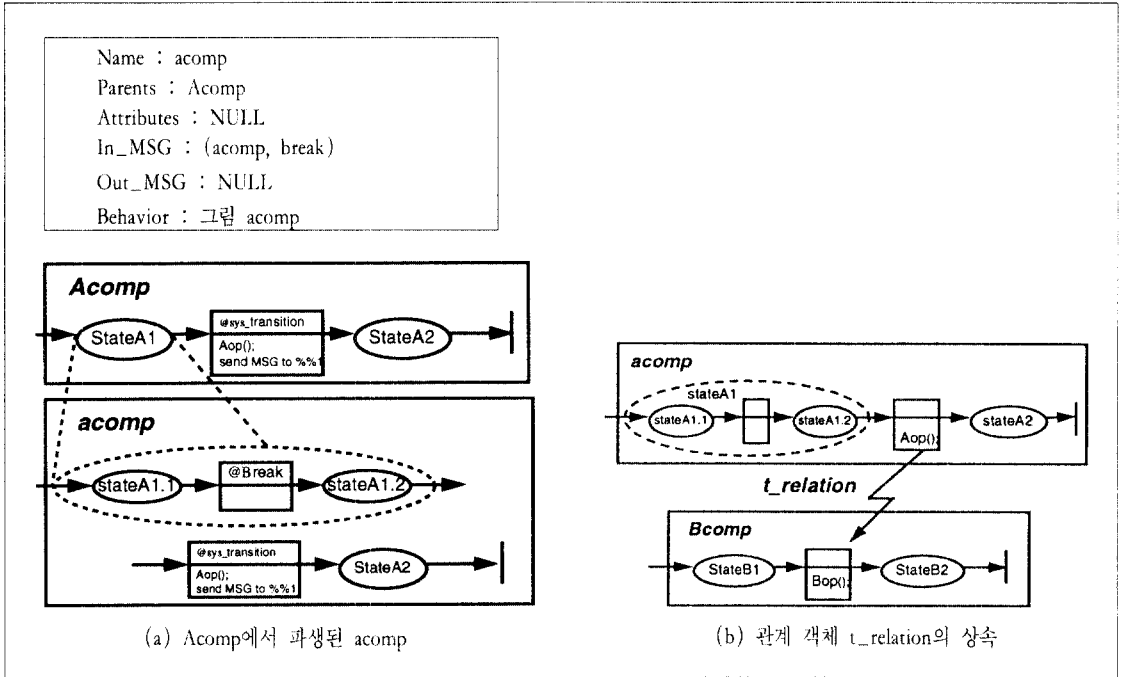 Name : acomp
Parents : Acomp
Attributes : NULL
In_MSG : (acomp, break)
Out_MSG : NULL
Behavior : 그림 acomp
Acomp
StateA1
@sys_transition
Aop();
send MSG to %%1
StateA2
acomp
stateA1.1
@Break
stateA1.2
@sys_transition
Aop();
send MSG to %%1
StateA2
(a) Acomp에서 파생된 acomp
acomp
stateA1
stateA1.1
stateA1.2
Aop();
stateA2
t_relation
Bcomp
StateB1
Bop();
StateB2
(b) 관계 객체 t_relation의 상속